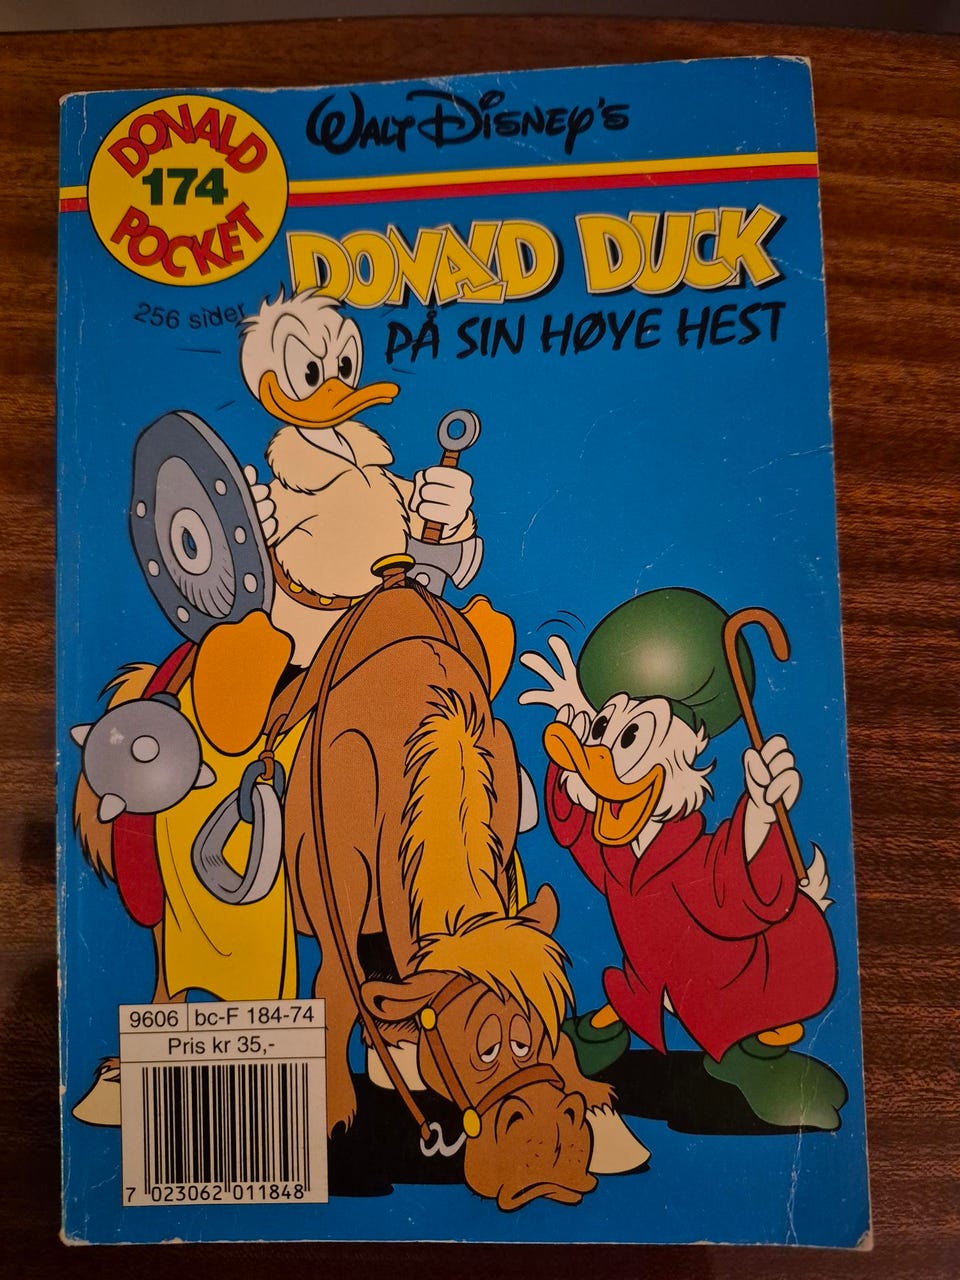 WALT DISNEY'S
DONALD
174
POCKET
DONALD DUCK
PÅ SIN HØYE HEST
256 sider
9606 bc-F 184-74
Pris kr 35,-
7 023062 011848